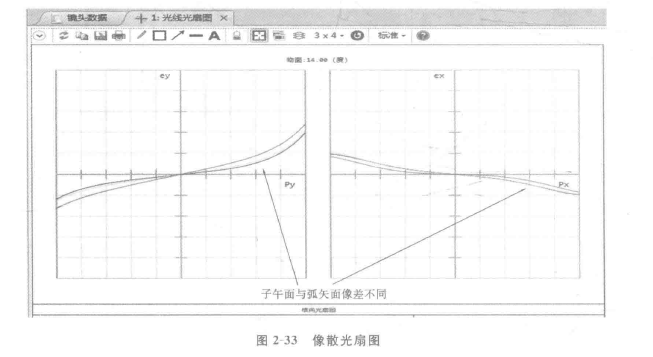 镜头数据 1: 光线光扇图
3 x 4 标准
物面:14.00 (度)
ey ex
Py Px
子午面与弧矢面像差不同
横向光扇图
图 2-33 像散光扇图